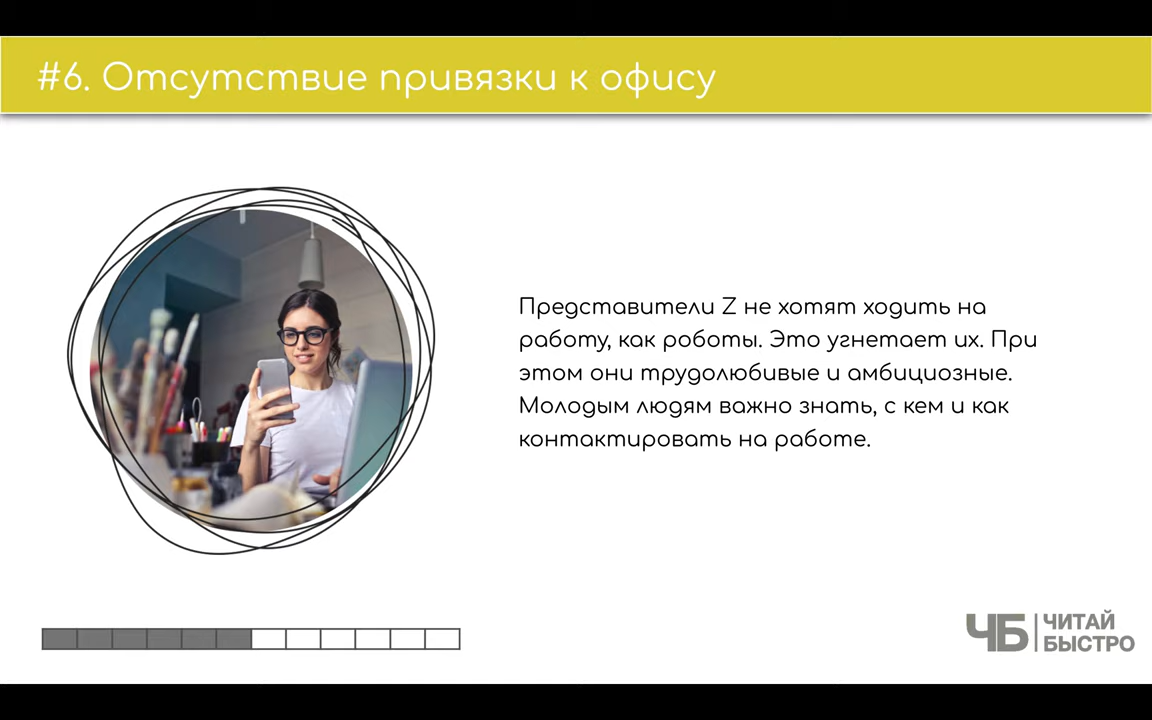 #6. Отсутствие привязки к офису
Представители Z не хотят ходить на
работу, как роботы. Это угнетает их. При
этом они трудолюбивые и амбициозные.
Молодым людям важно знать, с кем и как
контактировать на работе.
ЧБ
ЧИТАЙ
БЫСТРО